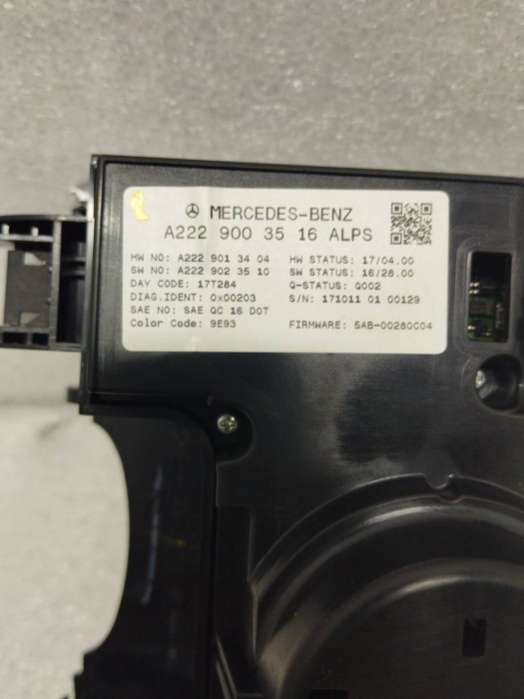 MERCEDES-BENZ
A222 900 35 16 ALPS
HW NO: A222 901 34 04 HW STATUS: 17/04.00
SW NO: A222 902 35 10 SW STATUS: 16/26.00
DAY CODE: 17T284 Q-STATUS: Q002
DIAG.IDENT: 0x00203 S/N: 171011 01 00129
SAE NO: SAE QC 16 DOT
Color Code: 9E93 FIRMWARE: 5AB-00280C04